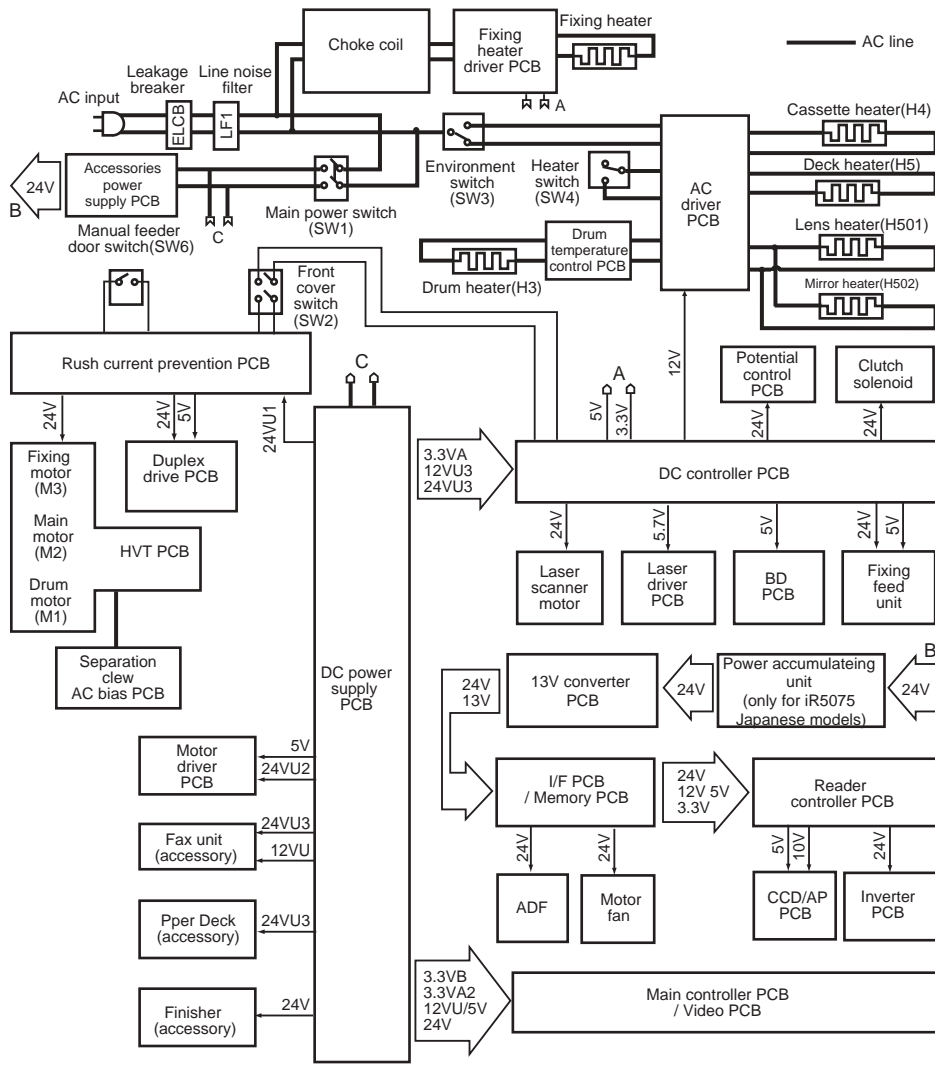 Choke coil
Fixing
heater
driver PCB
Fixing heater
A
AC line
AC input
Leakage
breaker
ELCB
Line noise
filter
LF1
B
24V
Accessories
power
supply PCB
C
Main power switch
(SW1)
Environment
switch
(SW3)
Heater
switch
(SW4)
AC
driver
PCB
Cassette heater(H4)
Deck heater(H5)
Lens heater(H501)
Mirror heater(H502)
Drum
temperature
control PCB
Drum heater(H3)
Manual feeder
door switch(SW6)
Front
cover
switch
(SW2)
Rush current prevention PCB
24V
24V
5V
24VU1
C
A
5V
3.3V
12V
Potential
control
PCB
24V
Clutch
solenoid
24V
Fixing
motor
(M3)
Main
motor
(M2)
Drum
motor
(M1)
HVT PCB
Duplex
drive PCB
Separation
clew
AC bias PCB
DC power
supply
PCB
3.3VA
12VU3
24VU3
DC controller PCB
24V
5.7V
5V
24V
5V
Laser
scanner
motor
Laser
driver
PCB
BD
PCB
Fixing
feed
unit
B
24V
Power accumulateing
unit
(only for iR5075
Japanese models)
24V
13V converter
PCB
24V
13V
I/F PCB
/ Memory PCB
24V
12V 5V
3.3V
Reader
controller PCB
24V
24V
5V
10V
24V
ADF
Motor
fan
CCD/AP
PCB
Inverter
PCB
Motor
driver
PCB
5V
24VU2
Fax unit
(accessory)
24VU3
12VU
Pper Deck
(accessory)
24VU3
Finisher
(accessory)
24V
3.3VB
3.3VA2
12VU/5V
24V
Main controller PCB
/ Video PCB